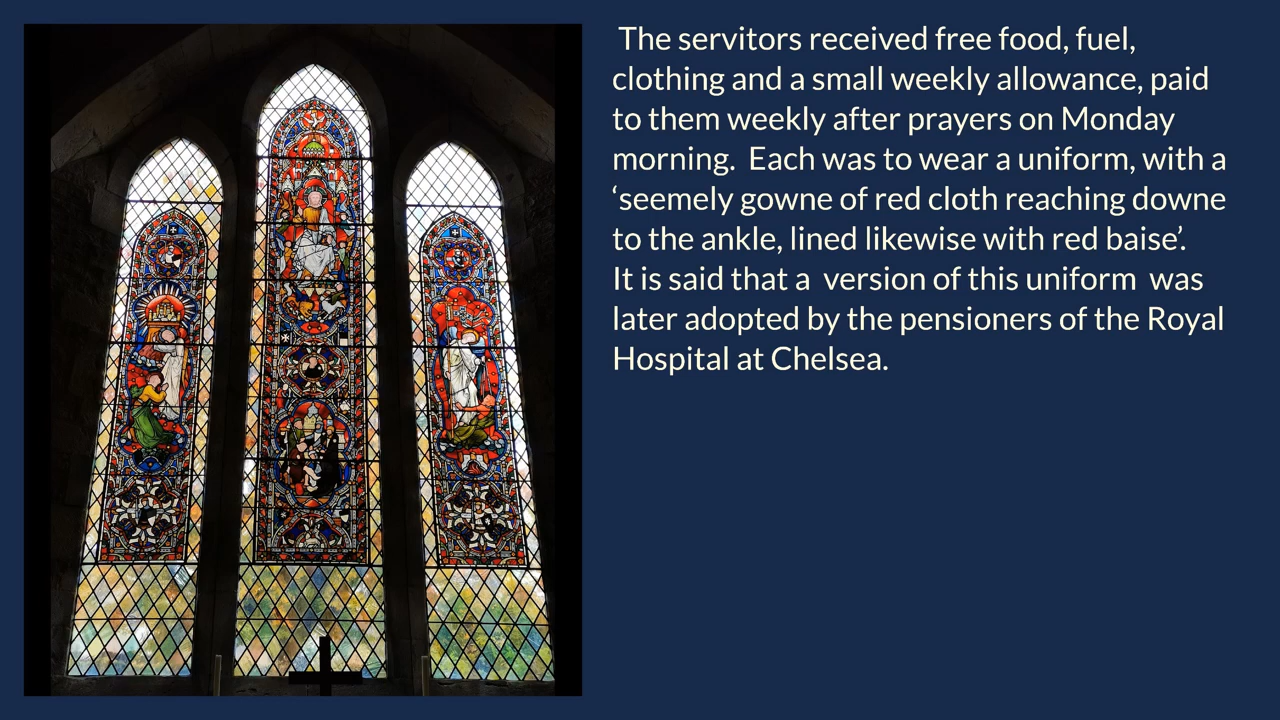 The servitors received free food, fuel,
clothing and a small weekly allowance, paid
to them weekly after prayers on Monday
morning.  Each was to wear a uniform, with a
‘seemely gowne of red cloth reaching downe
to the ankle, lined likewise with red baise’.
It is said that a  version of this uniform  was
later adopted by the pensioners of the Royal
Hospital at Chelsea.